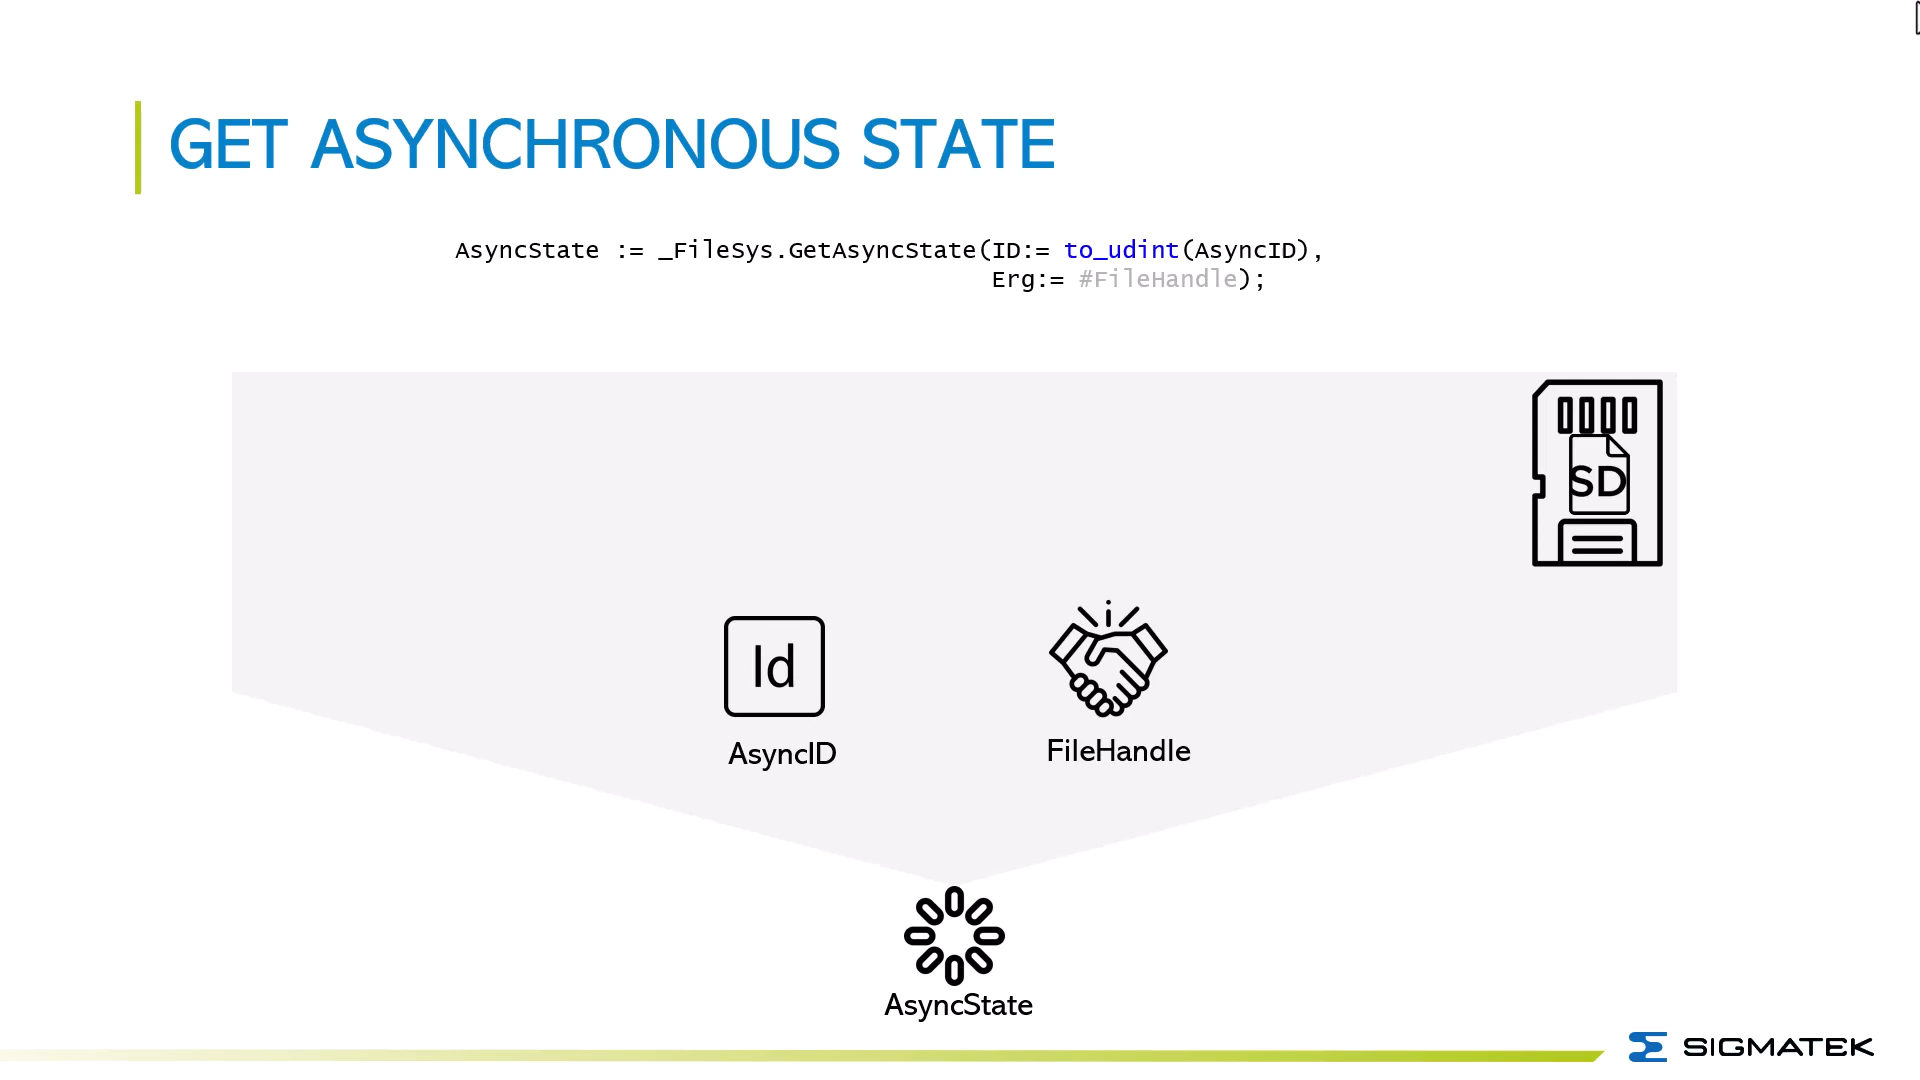 GET ASYNCHRONOUS STATE
AsyncState := _FileSys.GetAsyncState(ID:= to_udint(AsyncID),
Erg:= #FileHandle);
SD
Id
AsyncID
FileHandle
AsyncState
SIGMATEK